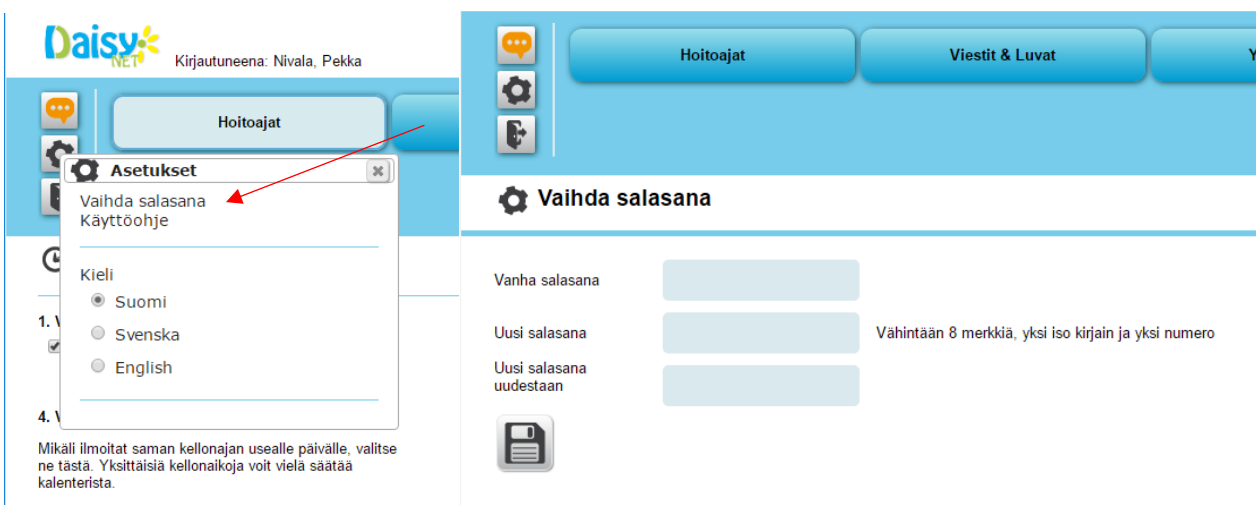 Daisy
NET
Kirjautuneena: Nivala, Pekka
Hoitoajat
Asetukset
Vaihda salasana
Käyttöohje
Kieli
Suomi
Svenska
English
1. V
4. V
Mikäli ilmoitat saman kellonajan usealle päivälle, valitse
ne tästä. Yksittäisiä kellonaikoja voit vielä säätää
kalenterista.
Hoitoajat
Viestit & Luvat
Y
Vaihda salasana
Vanha salasana
Uusi salasana
Vähintään 8 merkkiä, yksi iso kirjain ja yksi numero
Uusi salasana
uudestaan